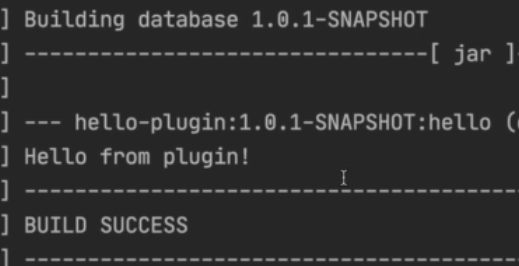 ] Building database 1.0.1-SNAPSHOT
] --------------------------------[ jar ]-
]
] --- hello-plugin:1.0.1-SNAPSHOT:hello (
] Hello from plugin!
] ----------------------------------------
] BUILD SUCCESS
] ----------------------------------------